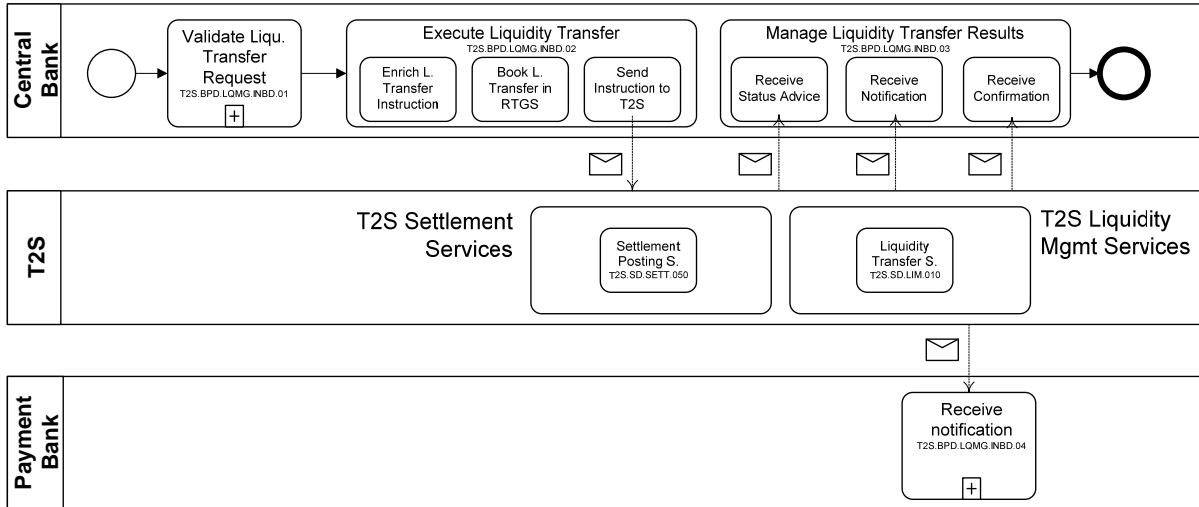 Central
Bank
Validate Liqu.
Transfer
Request
T2S.BPD.LQMG.INBD.01
+
Execute Liquidity Transfer
T2S.BPD.LQMG.INBD.02
Enrich L.
Transfer
Instruction
Book L.
Transfer in
RTGS
Send
Instruction to
T2S
Manage Liquidity Transfer Results
T2S.BPD.LQMG.INBD.03
Receive
Status Advice
Receive
Notification
Receive
Confirmation
T2S
T2S Settlement
Services
Settlement
Posting S.
T2S.SD.SETT.050
Liquidity
Transfer S.
T2S.SD.LIM.010
T2S Liquidity
Mgmt Services
Payment
Bank
Receive
notification
T2S.BPD.LQMG.INBD.04
+